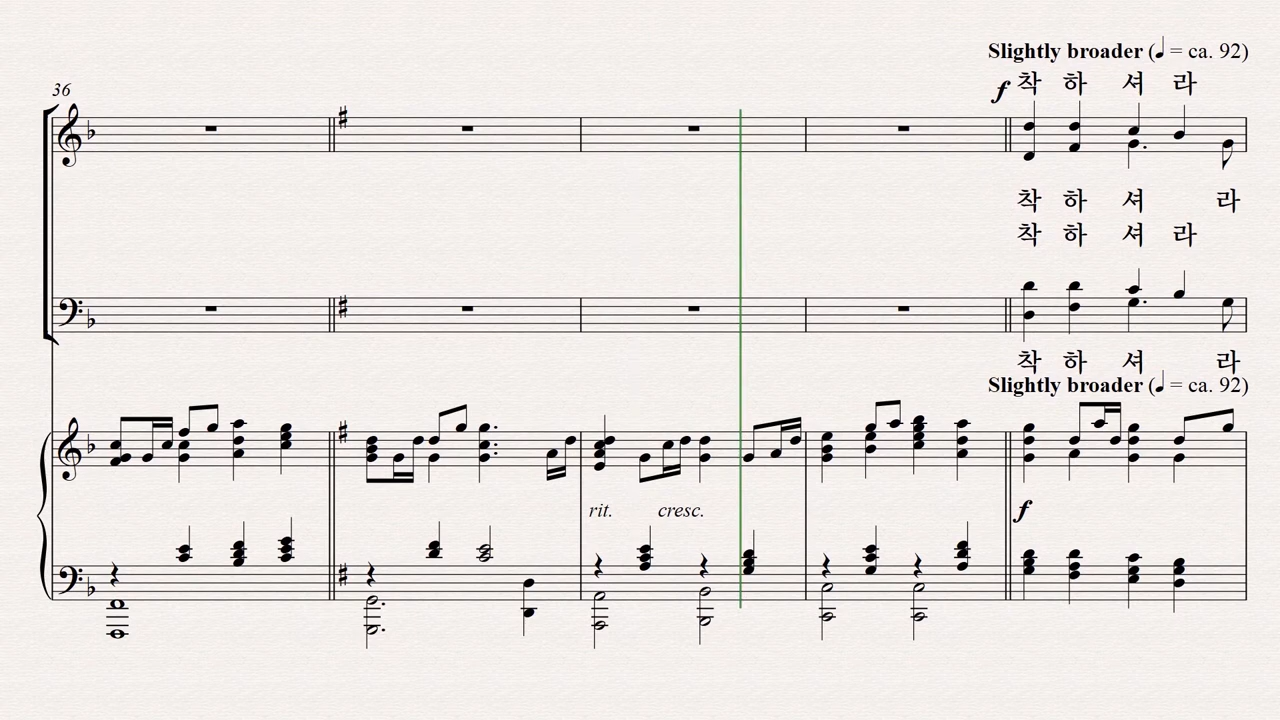 Slightly broader (♩ = ca. 92)
36
f 착 하 셔 라
착 하 셔 라
착 하 셔 라
착 하 셔 라
Slightly broader (♩ = ca. 92)
rit. cresc. f